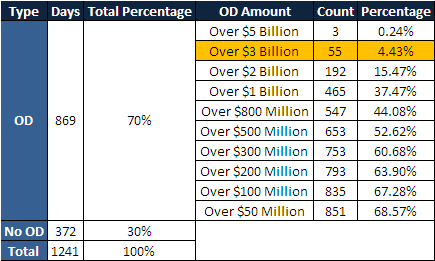 Type Days Total Percentage OD Amount Count Percentage
Over $5 Billion 3 0.24%
Over $3 Billion 55 4.43%
Over $2 Billion 192 15.47%
Over $1 Billion 465 37.47%
OD 869 70% Over $800 Million 547 44.08%
Over $500 Million 653 52.62%
Over $300 Million 753 60.68%
Over $200 Million 793 63.90%
Over $100 Million 835 67.28%
Over $50 Million 851 68.57%
No OD 372 30%
Total 1241 100%